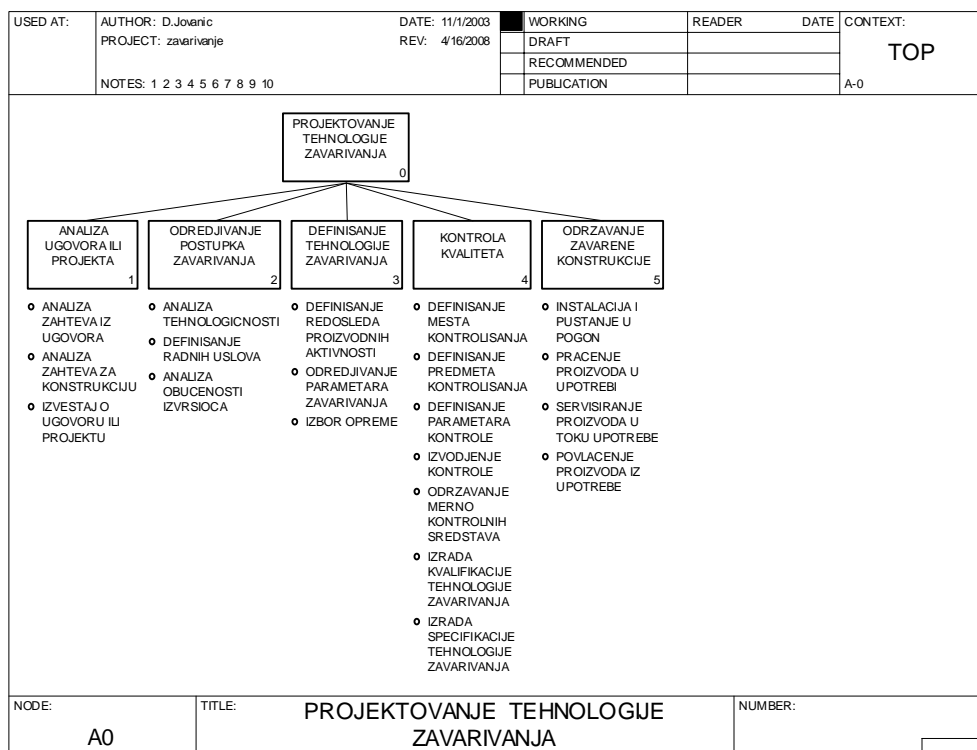 USED AT:
AUTHOR: D.Jovanic
DATE: 11/1/2003
PROJECT: zavarivanje
REV: 4/16/2008
NOTES: 1 2 3 4 5 6 7 8 9 10
WORKING
DRAFT
RECOMMENDED
PUBLICATION
READER DATE
CONTEXT:
TOP
A-0
PROJEKTOVANJE
TEHNOLOGIJE
ZAVARIVANJA
0
ANALIZA
UGOVORA ILI
PROJEKTA
1
ODREDJIVANJE
POSTUPKA
ZAVARIVANJA
2
DEFINISANJE
TEHNOLOGIJE
ZAVARIVANJA
3
KONTROLA
KVALITETA
4
ODRZAVANJE
ZAVARENE
KONSTRUKCIJE
5
ANALIZA
ZAHTEVA IZ
UGOVORA
ANALIZA
ZAHTEVA ZA
KONSTRUKCIJU
IZVESTAJ O
UGOVORU ILI
PROJEKTU
ANALIZA
TEHNOLOGICNOSTI
DEFINISANJE
RADNIH USLOVA
ANALIZA
OBUCENOSTI
IZVRSIOCA
DEFINISANJE
REDOSLEDA
PROIZVODNIH
AKTIVNOSTI
ODREDJIVANJE
PARAMETARA
ZAVARIVANJA
IZBOR OPREME
DEFINISANJE
MESTA
KONTROLISANJA
DEFINISANJE
PREDMETA
KONTROLISANJA
DEFINISANJE
PARAMETARA
KONTROLE
IZVODJENJE
KONTROLE
ODRZAVANJE
MERNO
KONTROLNIH
SREDSTAVA
IZRADA
KVALIFIKACIJE
TEHNOLOGIJE
ZAVARIVANJA
IZRADA
SPECIFIKACIJE
TEHNOLOGIJE
ZAVARIVANJA
INSTALACIJA I
PUSTANJE U
POGON
PRACENJE
PROIZVODA U
UPOTREBI
SERVISIRANJE
PROIZVODA U
TOKU UPOTREBE
POVLACENJE
PROIZVODA IZ
UPOTREBE
NODE:
A0
TITLE:
PROJEKTOVANJE TEHNOLOGIJE
ZAVARIVANJA
NUMBER: